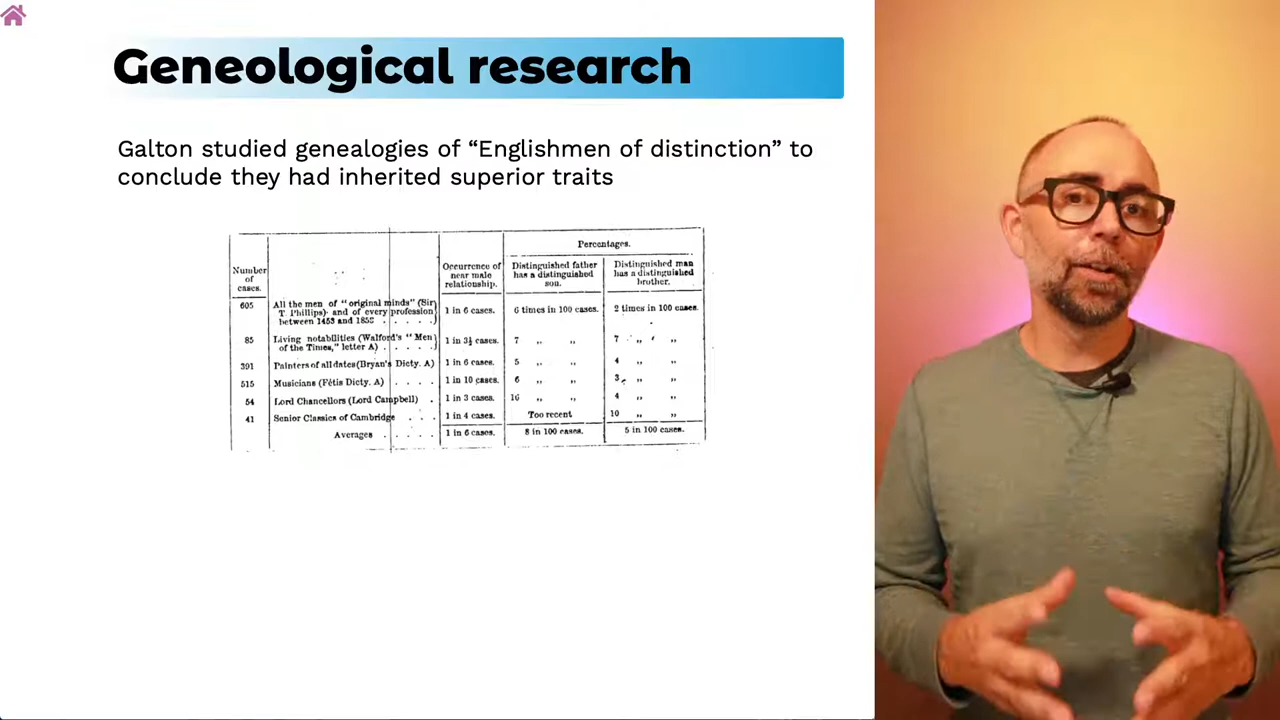 Geneological research
Galton studied genealogies of “Englishmen of distinction” to
conclude they had inherited superior traits
Percentages.
Number of cases.
Occurrence of near male relationship.
Distinguished father has a distinguished son.
Distinguished man has a distinguished brother.
605 All the men of “original minds” (Sir T. Phillips) and of every profession between 1453 and 1853 . . . . 1 in 6 cases. 6 times in 100 cases. 2 times in 100 cases.
85 Living notabilities (Walford's “Men of the Times,” letter A) . . . . . 1 in 3½ cases. 7 „ „ 7 „ „
391 Painters of all dates (Bryan's Dicty. A) 1 in 6 cases. 5 „ „ 4 „ „
515 Musicians (Fétis Dicty. A) . . . . 1 in 10 cases. 6 „ „ 3 „ „
54 Lord Chancellors (Lord Campbell) . 1 in 3 cases. 16 „ „ 4 „ „
41 Senior Classics of Cambridge . . . 1 in 4 cases. Too recent 10 „ „
Averages . . . . 1 in 6 cases. 8 in 100 cases. 5 in 100 cases.